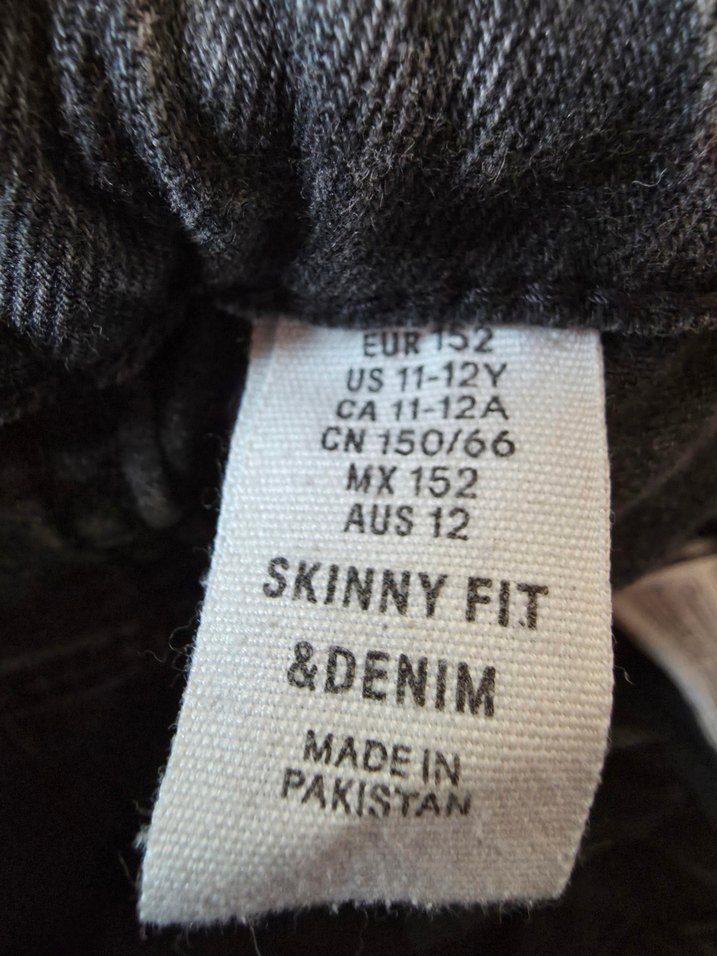 EUR 152
US 11-12Y
CA 11-12A
CN 150/66
MX 152
AUS 12
SKINNY FIT
&DENIM
MADE IN
PAKISTAN